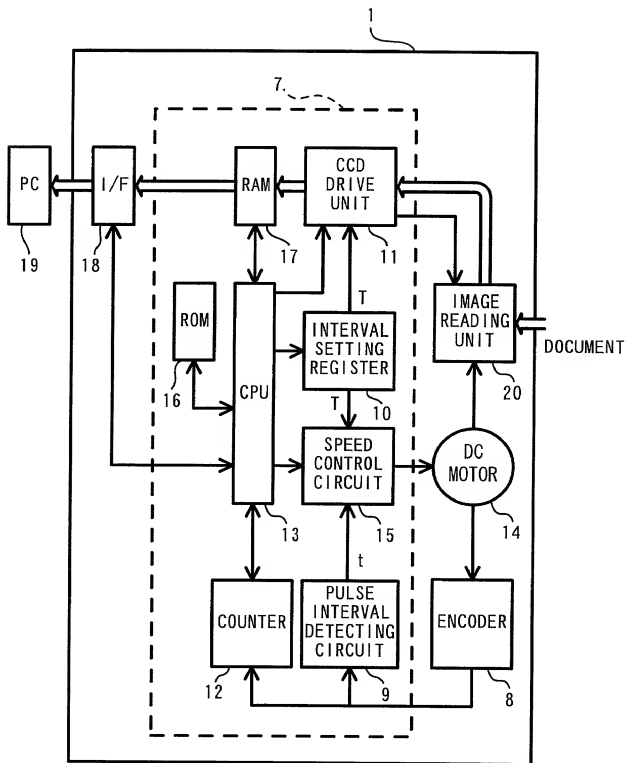 1
7
PC
19
I/F
18
RAM
17
CCD
DRIVE
UNIT
11
T
IMAGE
READING
UNIT
20
DOCUMENT
ROM
16
CPU
13
INTERVAL
SETTING
REGISTER
10
T
SPEED
CONTROL
CIRCUIT
15
DC
MOTOR
14
t
COUNTER
12
PULSE
INTERVAL
DETECTING
CIRCUIT
9
ENCODER
8